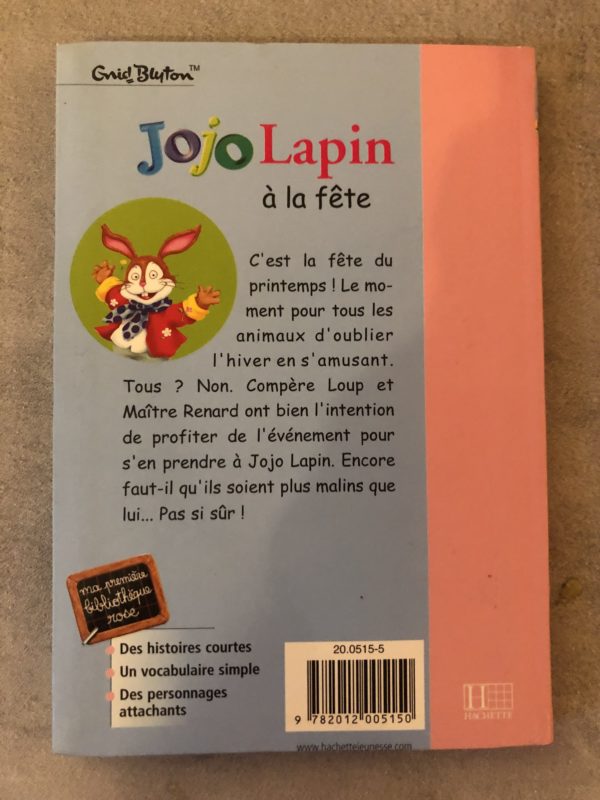 Gnid Blyton™
Jojo Lapin
à la fête
C'est la fête du
printemps ! Le mo-
ment pour tous les
animaux d'oublier
l'hiver en s'amusant.
Tous ? Non. Compère Loup et
Maître Renard ont bien l'intention
de profiter de l'événement pour
s'en prendre à Jojo Lapin. Encore
faut-il qu'ils soient plus malins que
lui... Pas si sûr !
ma première
bibliothèque
rose
Des histoires courtes
Un vocabulaire simple
Des personnages
attachants
20.0515-5
9 782012 005150
H
HACHETTE
www.hachettejeunesse.com